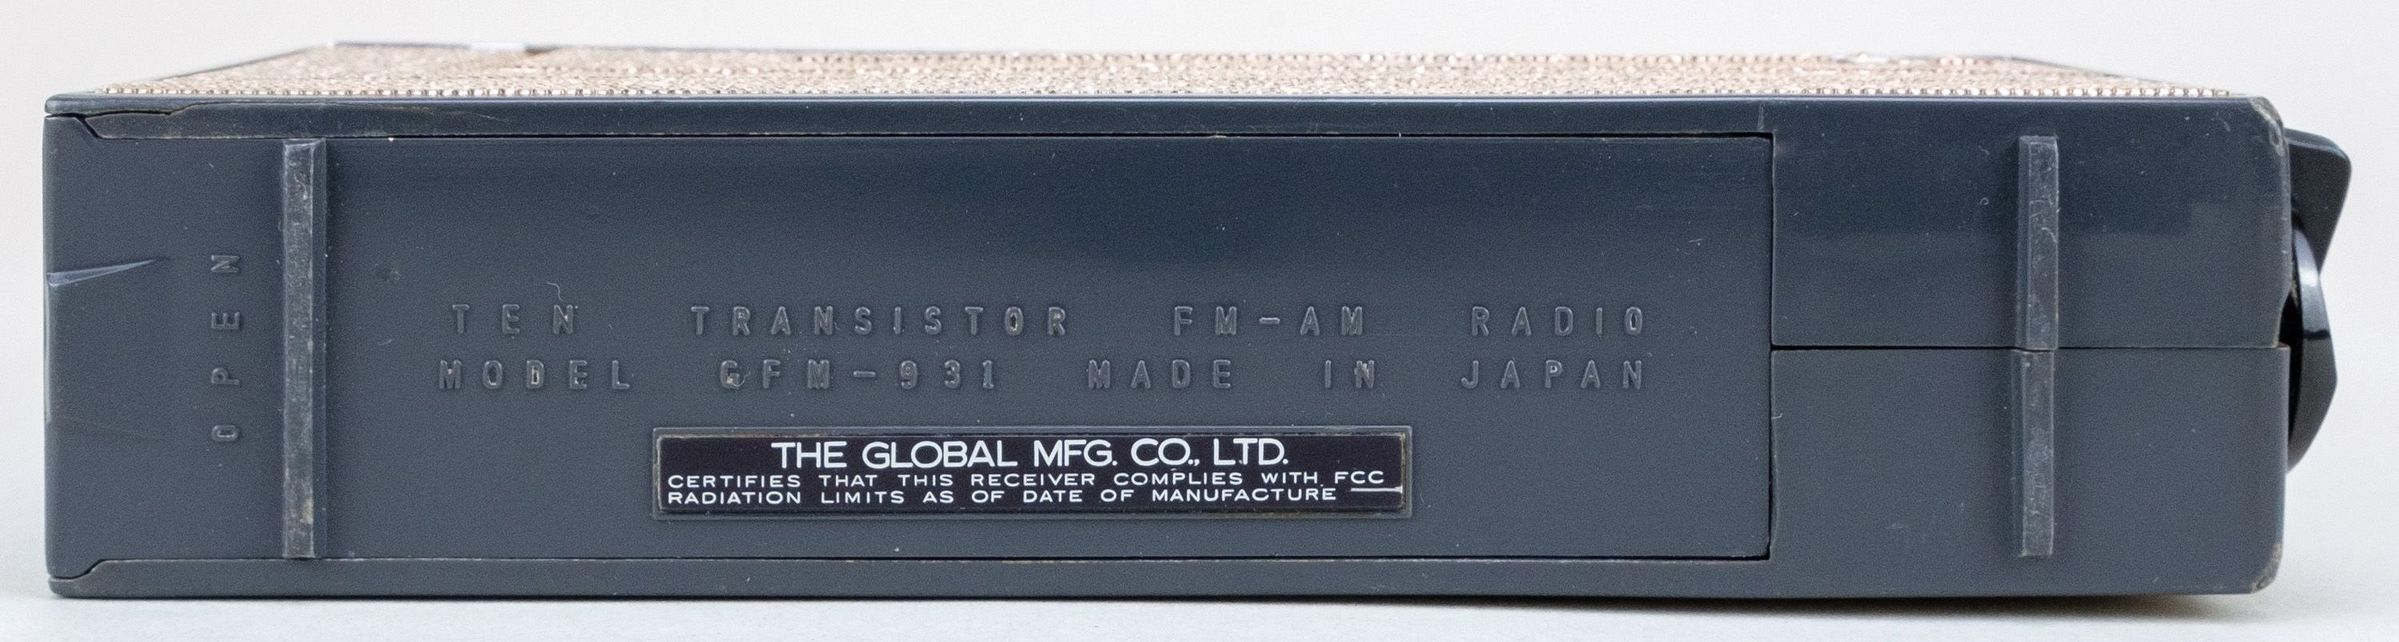 OPEN
TEN TRANSISTOR FM-AM RADIO
MODEL GFM-931 MADE IN JAPAN
THE GLOBAL MFG. CO., LTD.
CERTIFIES THAT THIS RECEIVER COMPLIES WITH FCC
RADIATION LIMITS AS OF DATE OF MANUFACTURE